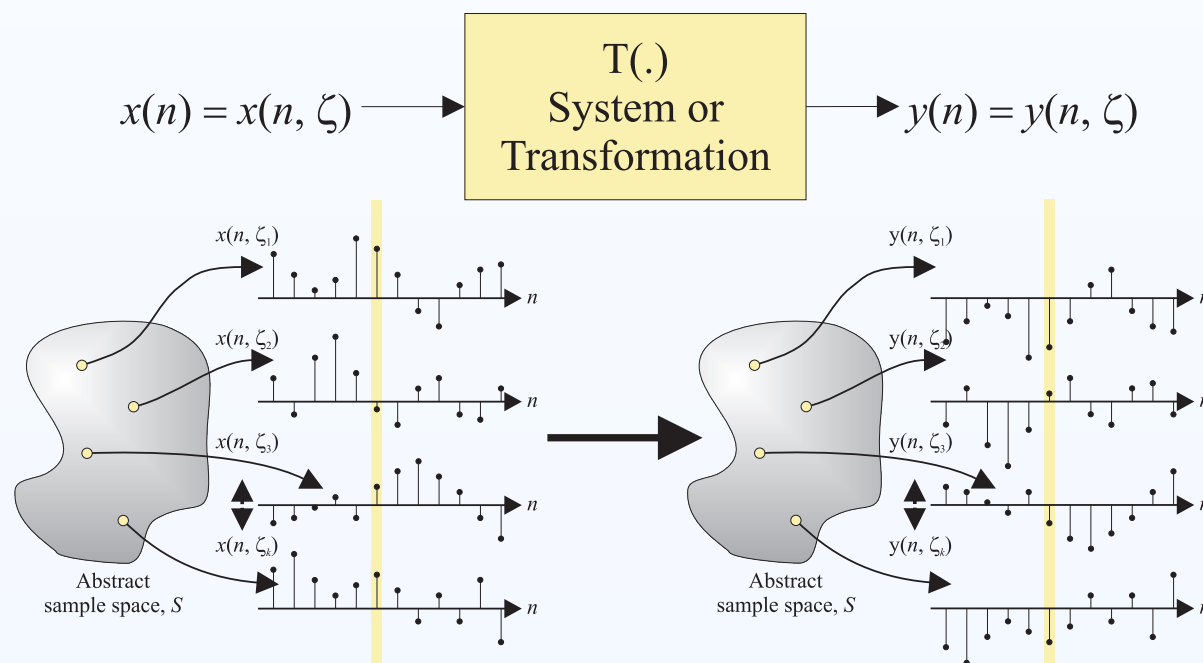 T(.)
System or
Transformation
x(n) = x(n, ζ)
y(n) = y(n, ζ)
x(n, ζ₁)
n
x(n, ζ₂)
n
x(n, ζ₃)
n
x(n, ζₖ)
n
Abstract
sample space, S
y(n, ζ₁)
n
y(n, ζ₂)
n
y(n, ζ₃)
n
y(n, ζₖ)
n
Abstract
sample space, S